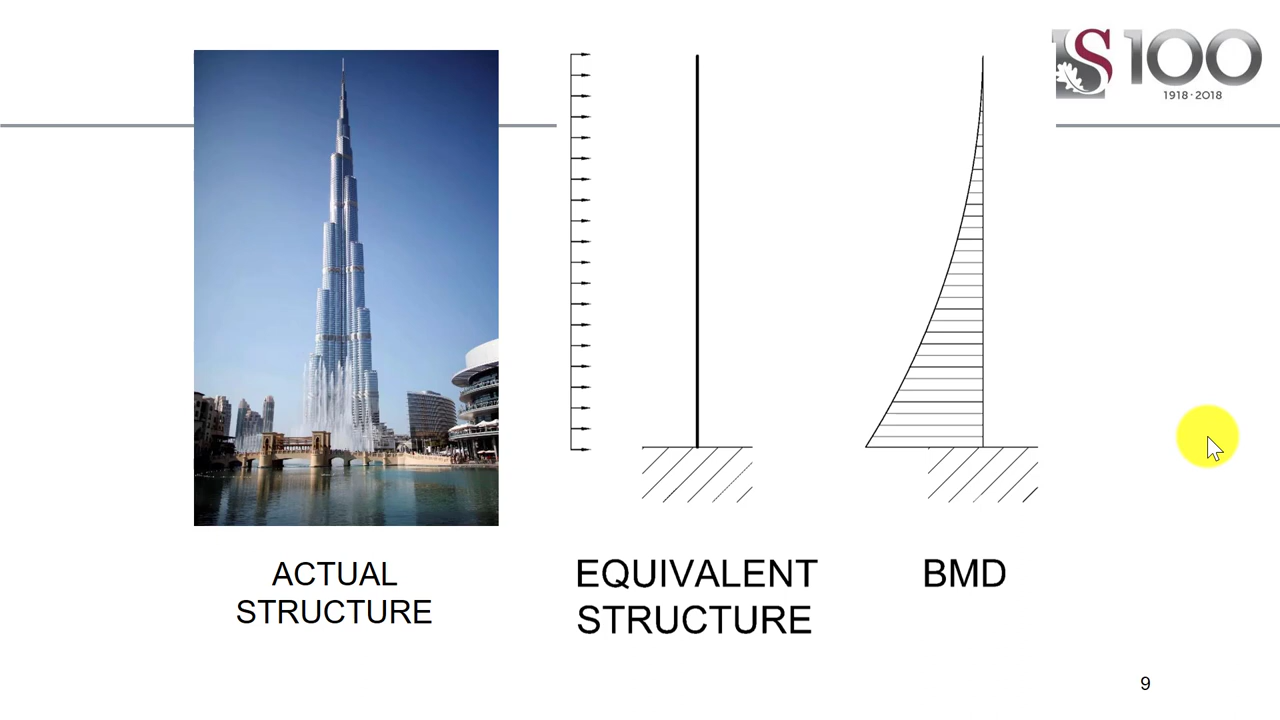 S100
1918·2018
ACTUAL
STRUCTURE
EQUIVALENT
STRUCTURE
BMD
9